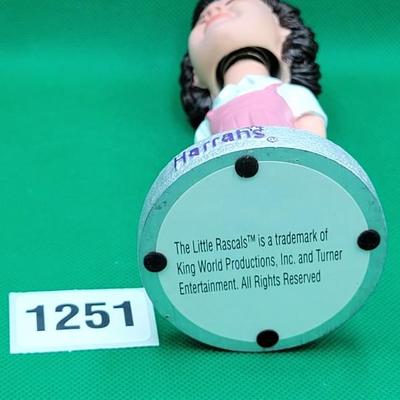 Harrah's®
The Little Rascals™ is a trademark of
King World Productions, Inc. and Turner
Entertainment. All Rights Reserved
1251